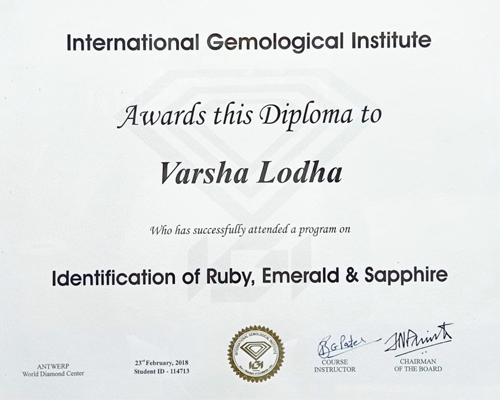 International Gemological Institute
Awards this Diploma to
Varsha Lodha
Who has successfully attended a program on
Identification of Ruby, Emerald & Sapphire
ANTWERP
World Diamond Center
23rd February, 2018
Student ID - 114713
IGI
COURSE
INSTRUCTOR
CHAIRMAN
OF THE BOARD